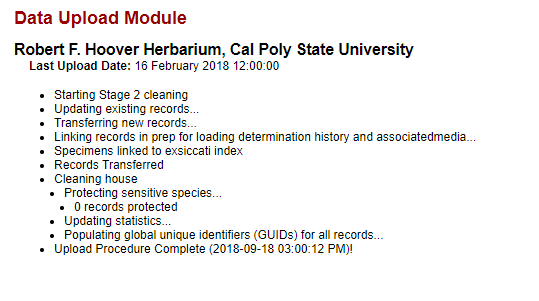 Data Upload Module
Robert F. Hoover Herbarium, Cal Poly State University
Last Upload Date: 16 February 2018 12:00:00
Starting Stage 2 cleaning
Updating existing records...
Transferring new records...
Linking records in prep for loading determination history and associatedmedia...
Specimens linked to exsiccati index
Records Transferred
Cleaning house
Protecting sensitive species...
0 records protected
Updating statistics...
Populating global unique identifiers (GUIDs) for all records...
Upload Procedure Complete (2018-09-18 03:00:12 PM)!